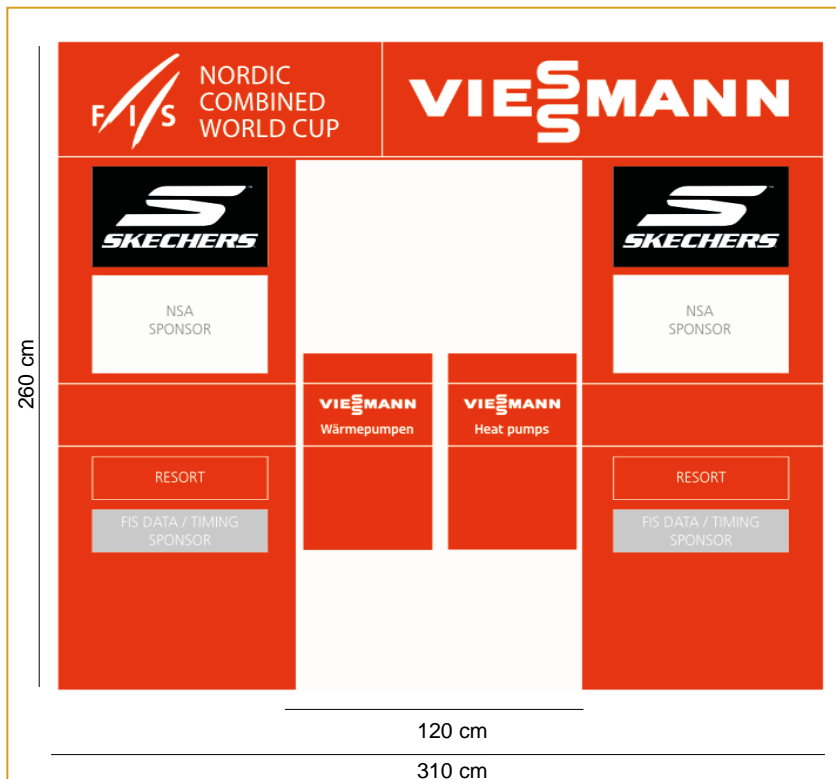 FIS
NORDIC
COMBINED
WORLD CUP
VIESSMANN
SKECHERS
NSA
SPONSOR
RESORT
FIS DATA / TIMING
SPONSOR
VIESSMANN
Wärmepumpen
VIESSMANN
Heat pumps
SKECHERS
NSA
SPONSOR
RESORT
FIS DATA / TIMING
SPONSOR
260 cm
120 cm
310 cm